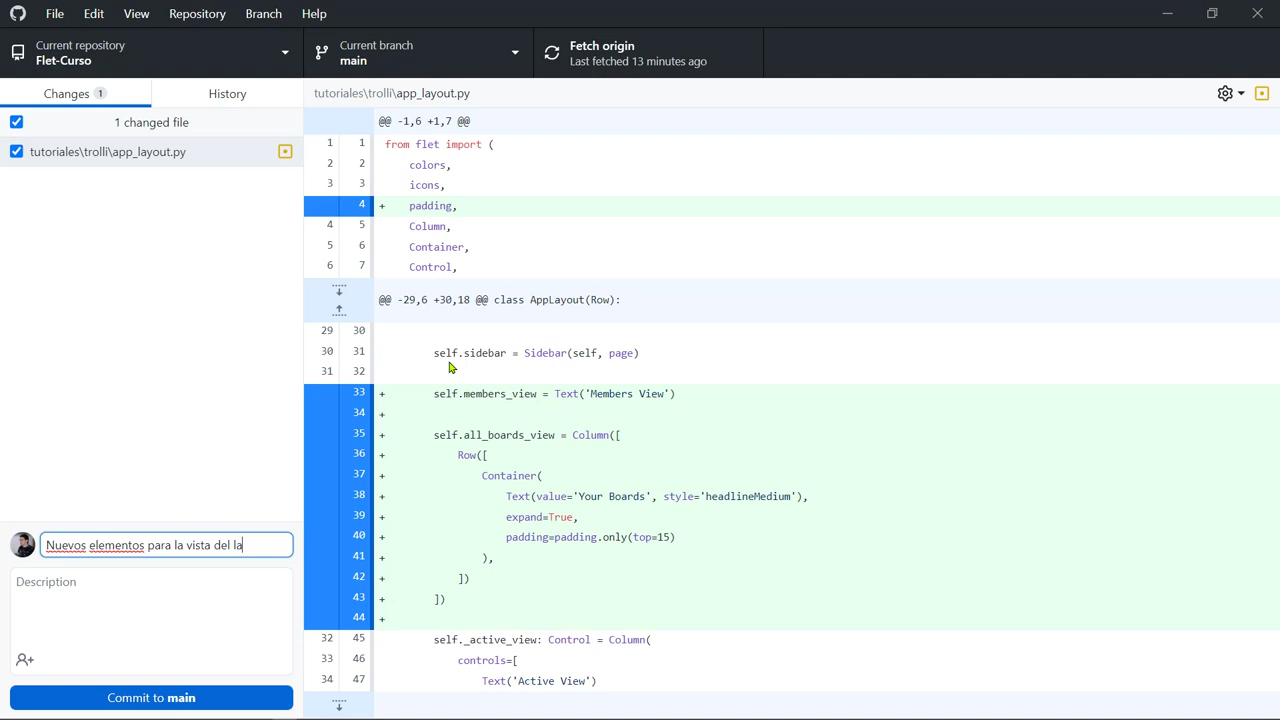 File Edit View Repository Branch Help
Current repository
Flet-Curso
Current branch
main
Fetch origin
Last fetched 13 minutes ago
Changes 1
History
tutoriales\trolli\app_layout.py
1 changed file
tutoriales\trolli\app_layout.py
@@ -1,6 +1,7 @@
1 1 from flet import (
2 2 colors,
3 3 icons,
4 + padding,
4 5 Column,
5 6 Container,
6 7 Control,
@@ -29,6 +30,18 @@ class AppLayout(Row):
29 30
30 31 self.sidebar = Sidebar(self, page)
31 32
33 + self.members_view = Text('Members View')
34 +
35 + self.all_boards_view = Column([
36 + Row([
37 + Container(
38 + Text(value='Your Boards', style='headlineMedium'),
39 + expand=True,
40 + padding=padding.only(top=15)
41 + ),
42 + ])
43 + ])
44 +
32 45 self._active_view: Control = Column(
33 46 controls=[
34 47 Text('Active View')
Nuevos elementos para la vista del la
Description
Commit to main